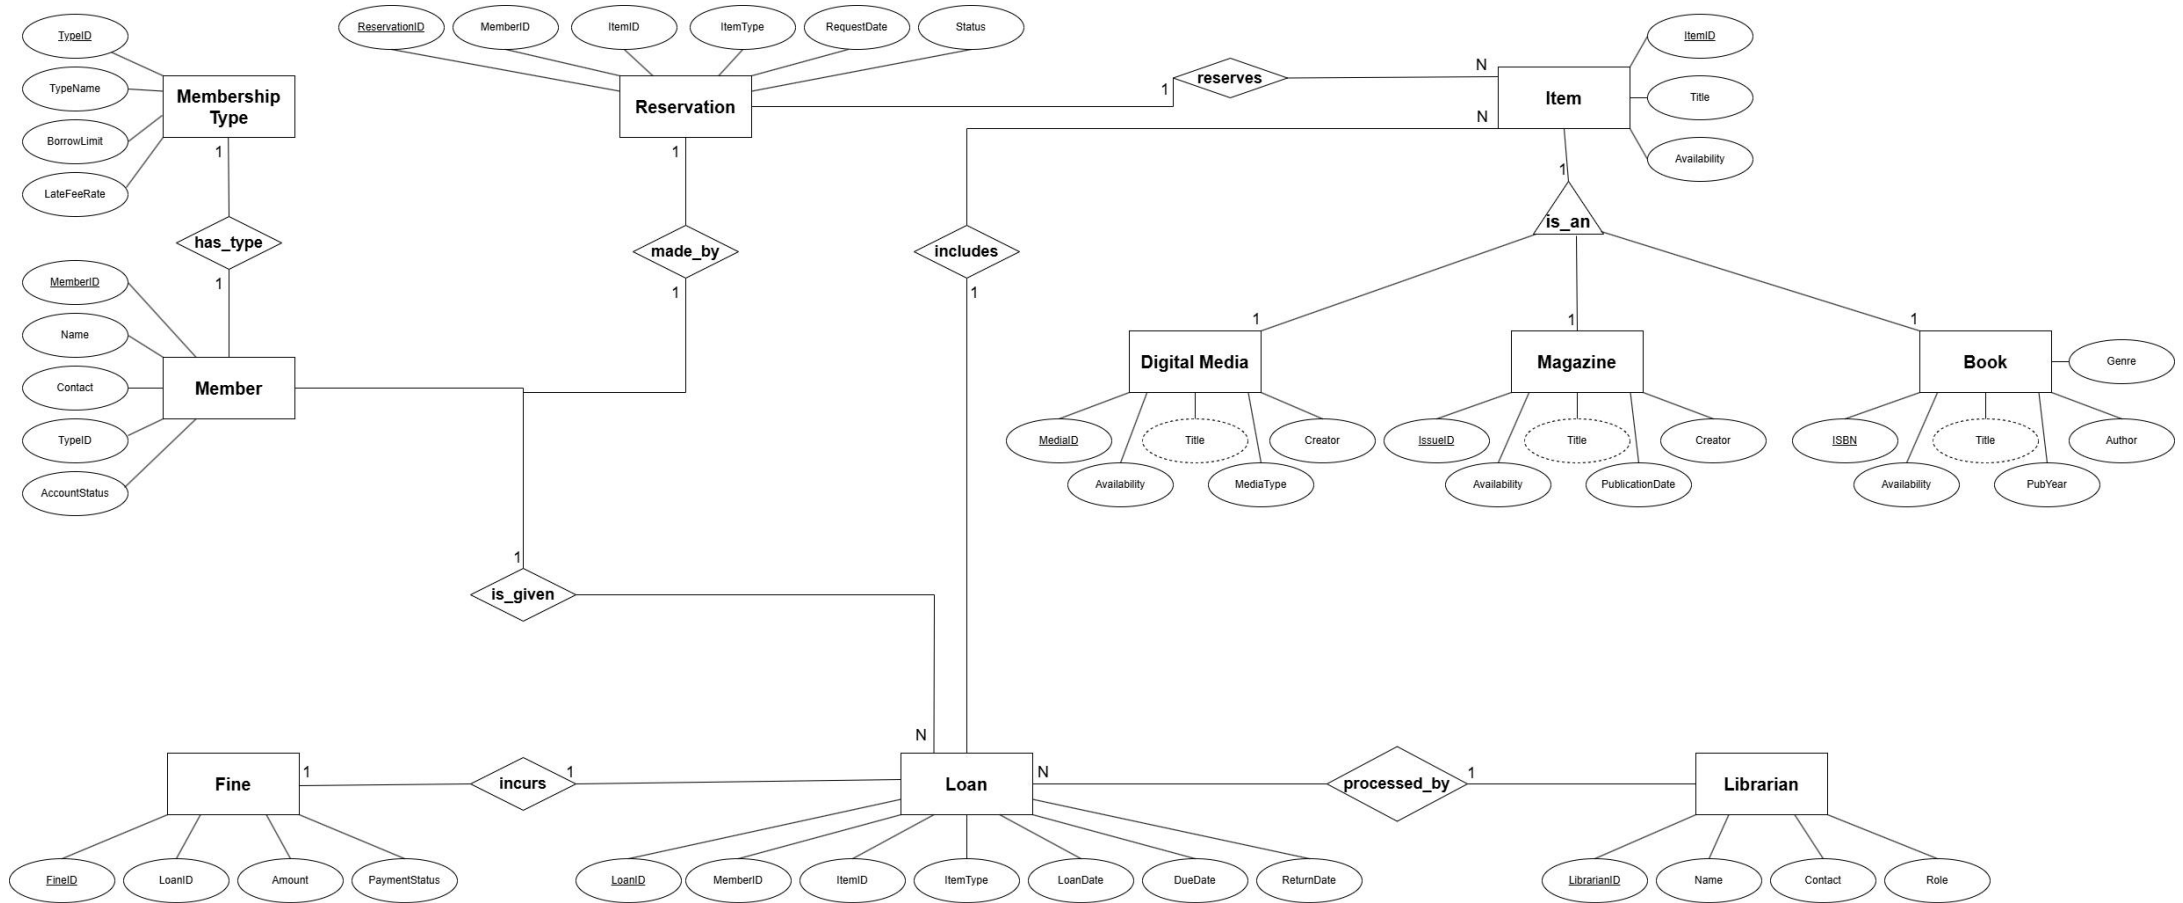 TypeID
TypeName
BorrowLimit
LateFeeRate
Membership
Type
1
has_type
1
MemberID
Name
Contact
TypeID
AccountStatus
Member
ReservationID
MemberID
ItemID
ItemType
RequestDate
Status
Reservation
1
made_by
1
1
reserves
N
N
Item
ItemID
Title
Availability
1
is_an
includes
1
1
Digital Media
MediaID
Availability
Title
MediaType
Creator
1
Magazine
IssueID
Availability
Title
PublicationDate
Creator
1
Book
Genre
ISBN
Availability
Title
PubYear
Author
1
is_given
N
Fine
1
incurs
1
Loan
N
processed_by
1
Librarian
FineID
LoanID
Amount
PaymentStatus
LoanID
MemberID
ItemID
ItemType
LoanDate
DueDate
ReturnDate
LibrarianID
Name
Contact
Role